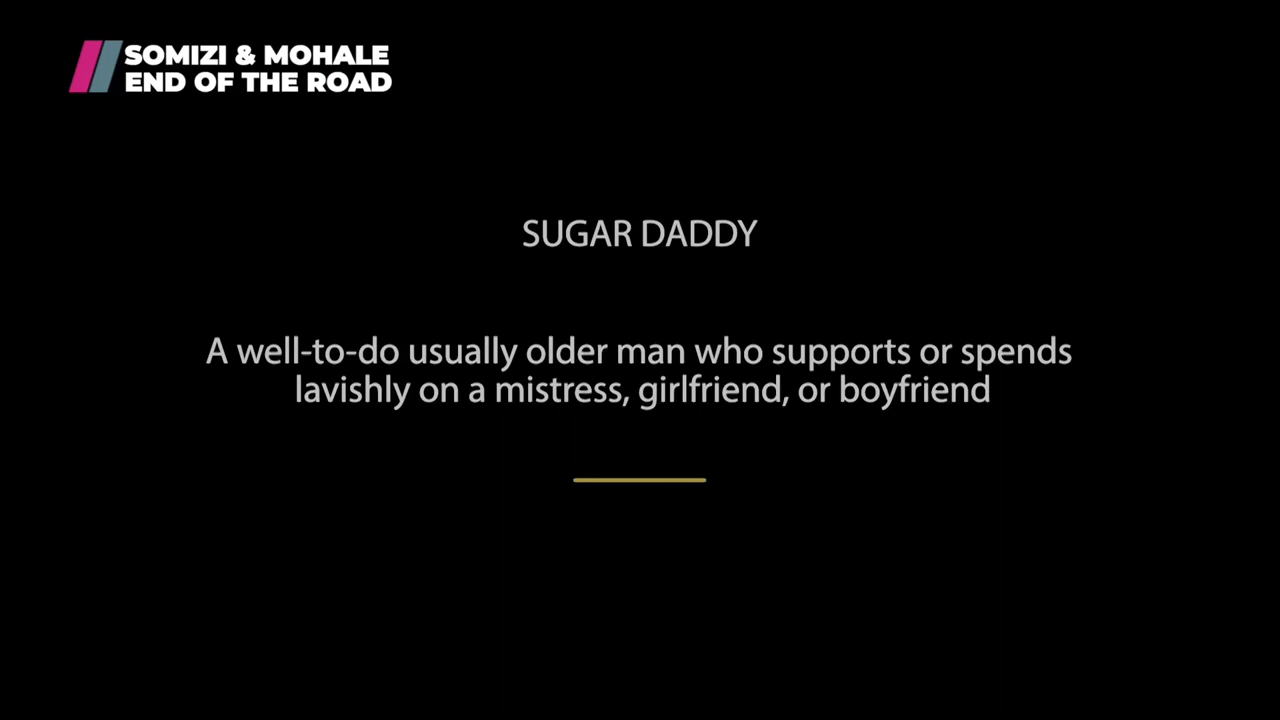 SOMIZI & MOHALE
END OF THE ROAD
SUGAR DADDY
A well-to-do usually older man who supports or spends
lavishly on a mistress, girlfriend, or boyfriend